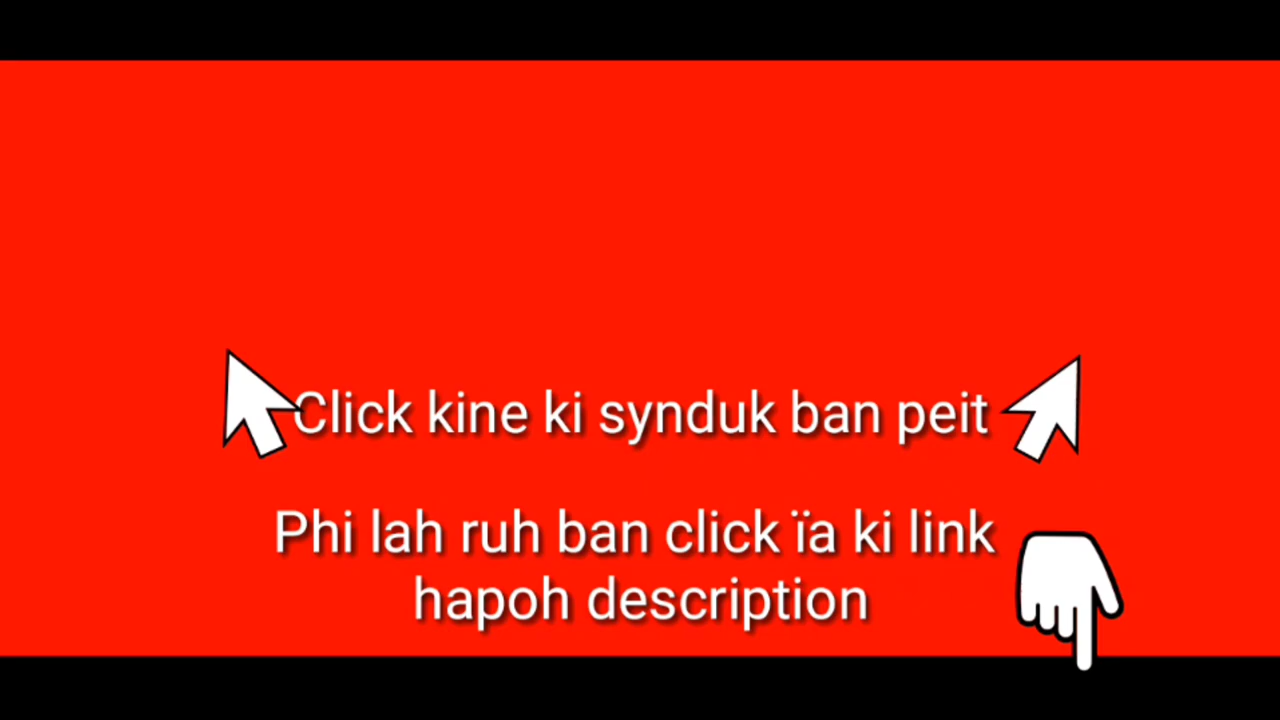 Click kine ki synduk ban peit
Phi lah ruh ban click ïa ki link
hapoh description